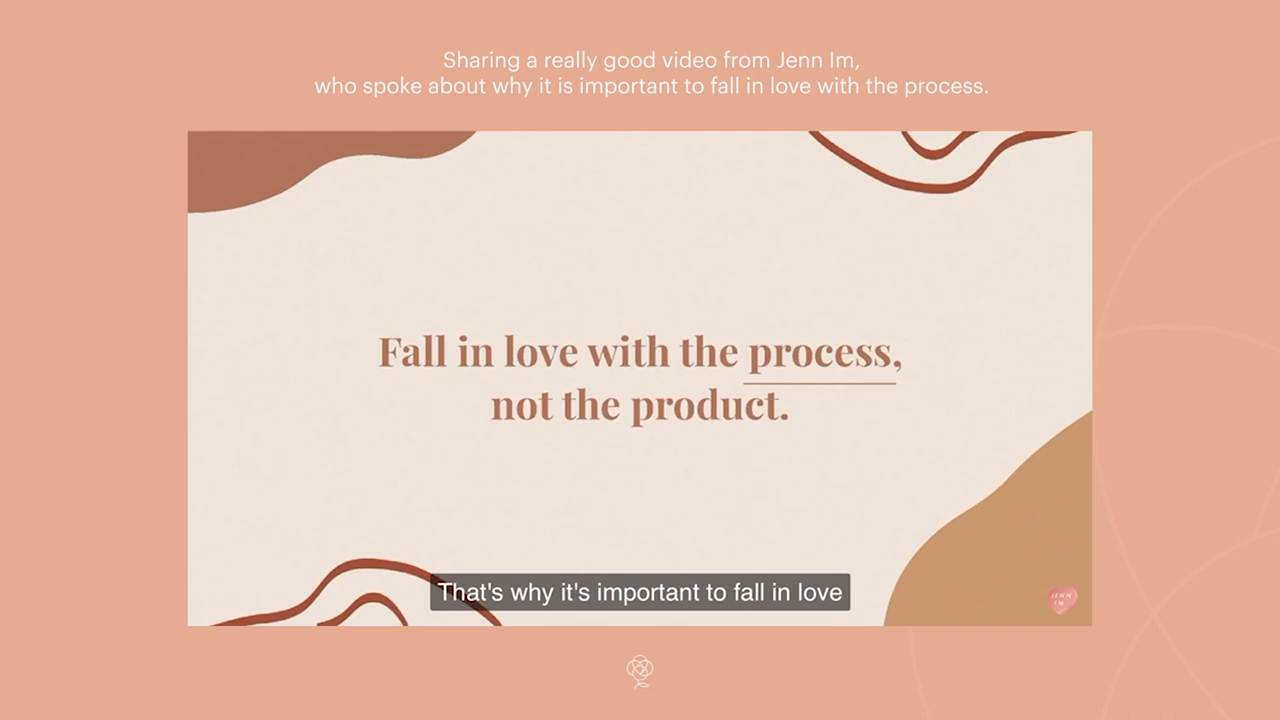 Sharing a really good video from Jenn Im,
who spoke about why it is important to fall in love with the process.
Fall in love with the process,
not the product.
That's why it's important to fall in love
JENN
IM